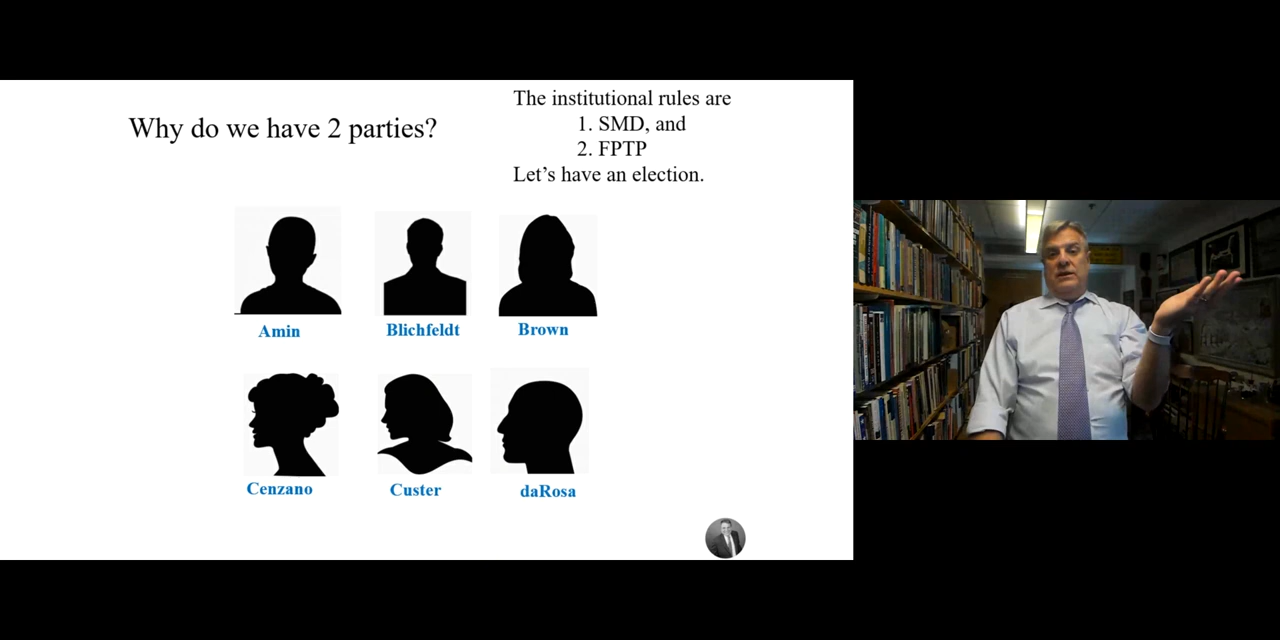 Why do we have 2 parties?
The institutional rules are
1. SMD, and
2. FPTP
Let’s have an election.
Amin
Blichfeldt
Brown
Cenzano
Custer
daRosa